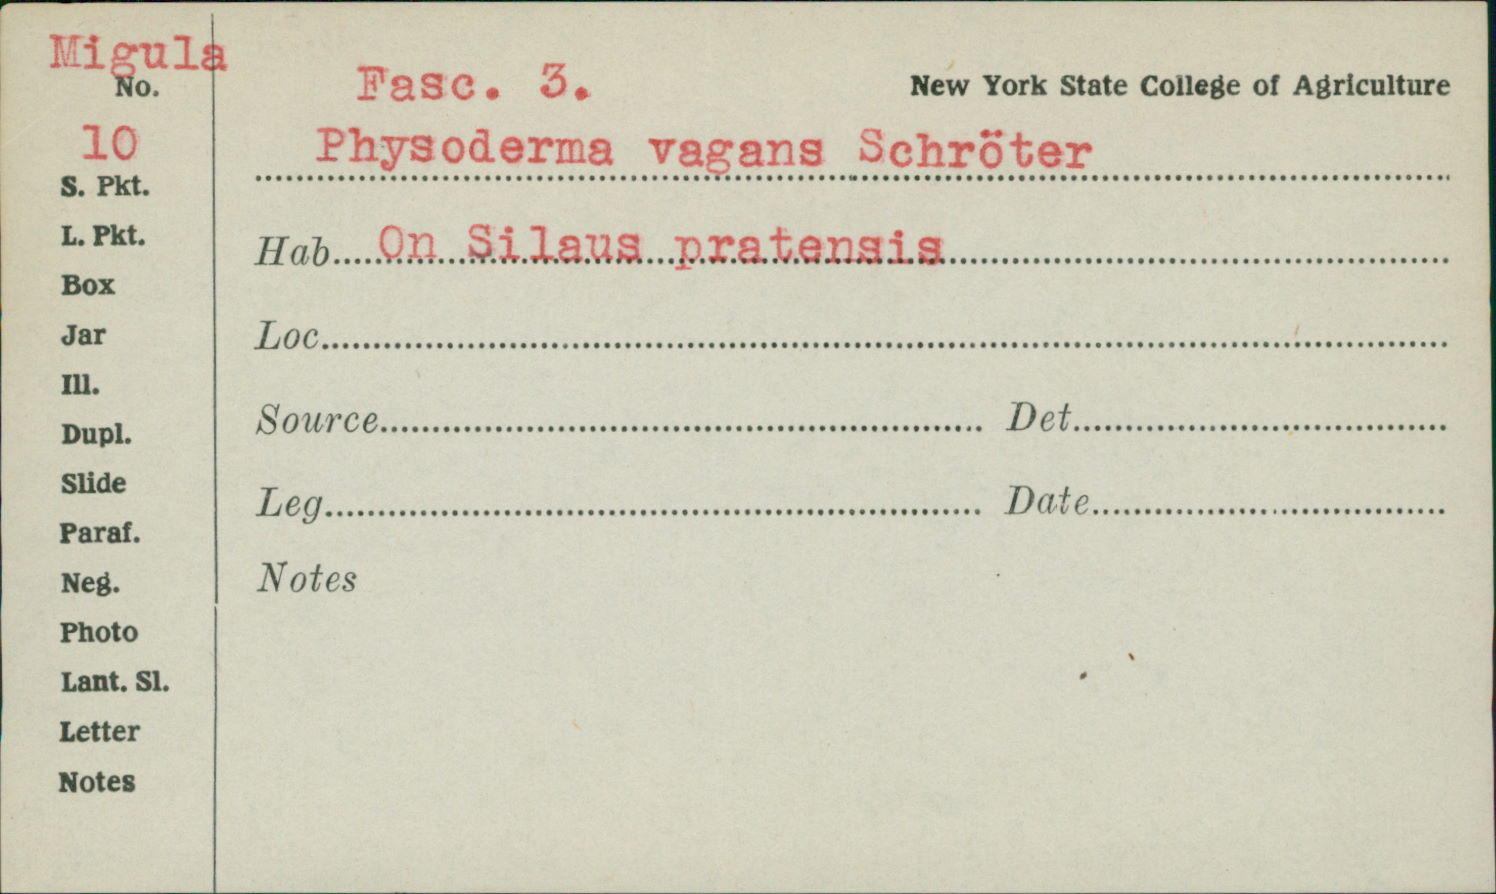 Migula
No.
10
S. Pkt.
L. Pkt.
Box
Jar
Ill.
Dupl.
Slide
Paraf.
Neg.
Photo
Lant. Sl.
Letter
Notes
Fasc. 3.
New York State College of Agriculture
Physoderma vagans Schröter
Hab. On Silaus pratensis
Loc.
Source Det.
Leg. Date
Notes